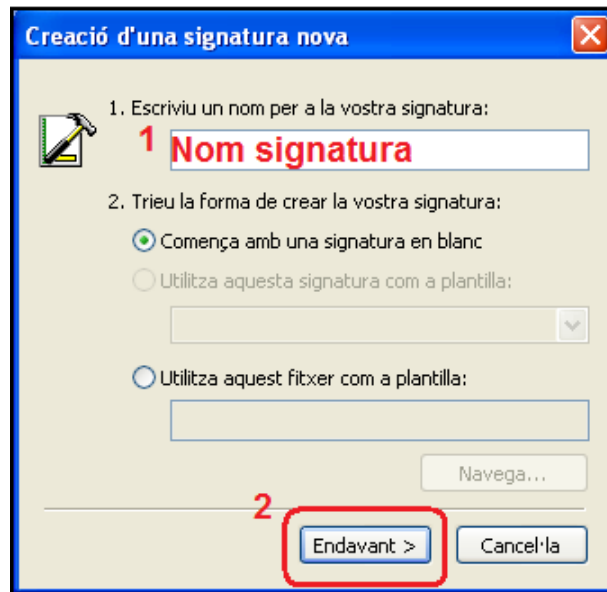 Creació d'una signatura nova
1. Escriviu un nom per a la vostra signatura:
1 Nom signatura
2. Trieu la forma de crear la vostra signatura:
Comença amb una signatura en blanc
Utilitza aquesta signatura com a plantilla:
Utilitza aquest fitxer com a plantilla:
Navega...
2
Endavant > Cancel·la